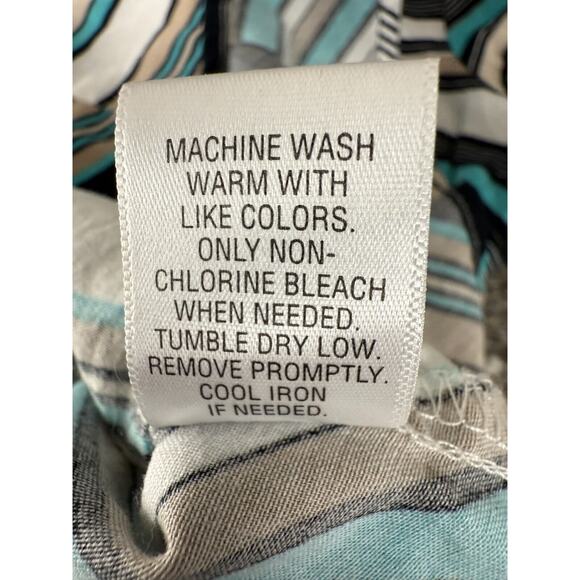 MACHINE WASH
WARM WITH
LIKE COLORS.
ONLY NON-
CHLORINE BLEACH
WHEN NEEDED.
TUMBLE DRY LOW.
REMOVE PROMPTLY.
COOL IRON
IF NEEDED.